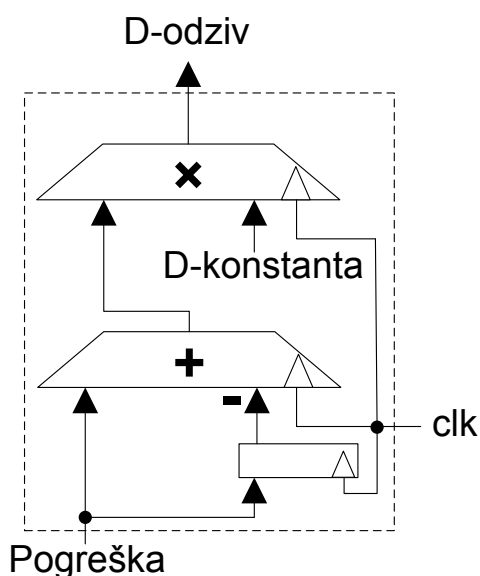 D-odziv
×
D-konstanta
+
-
clk
Pogreška